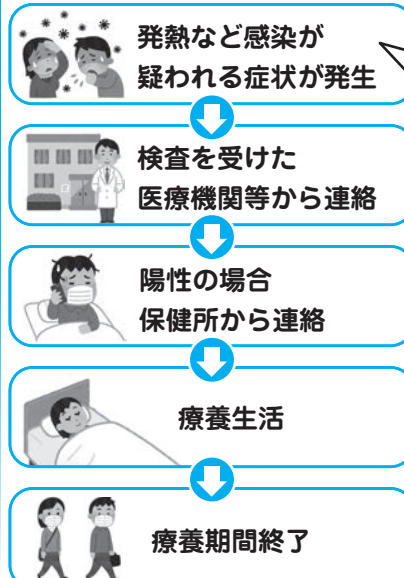 発熱など感染が
疑われる症状が発生
検査を受けた
医療機関等から連絡
陽性の場合
保健所から連絡
療養生活
療養期間終了